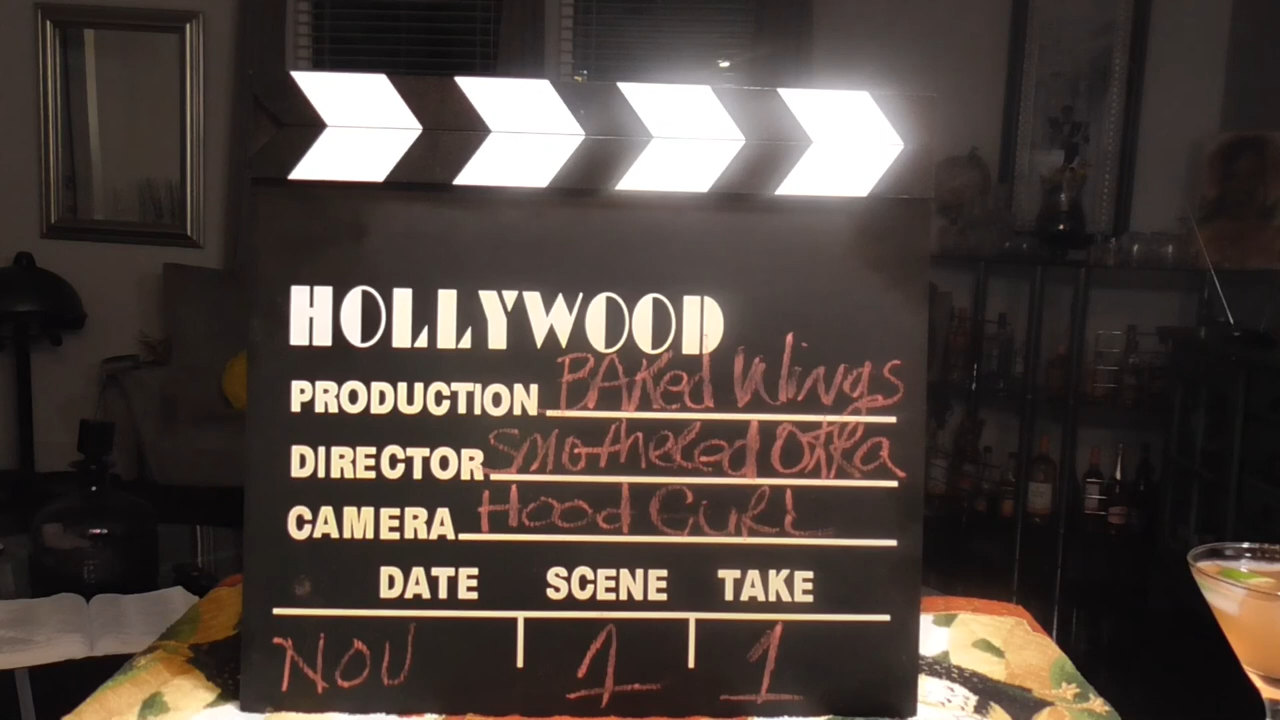 HOLLYWOOD
PRODUCTION BAKed Wings
DIRECTOR Smothered Okra
CAMERA Hood Gurl
DATE SCENE TAKE
NOV 1 1